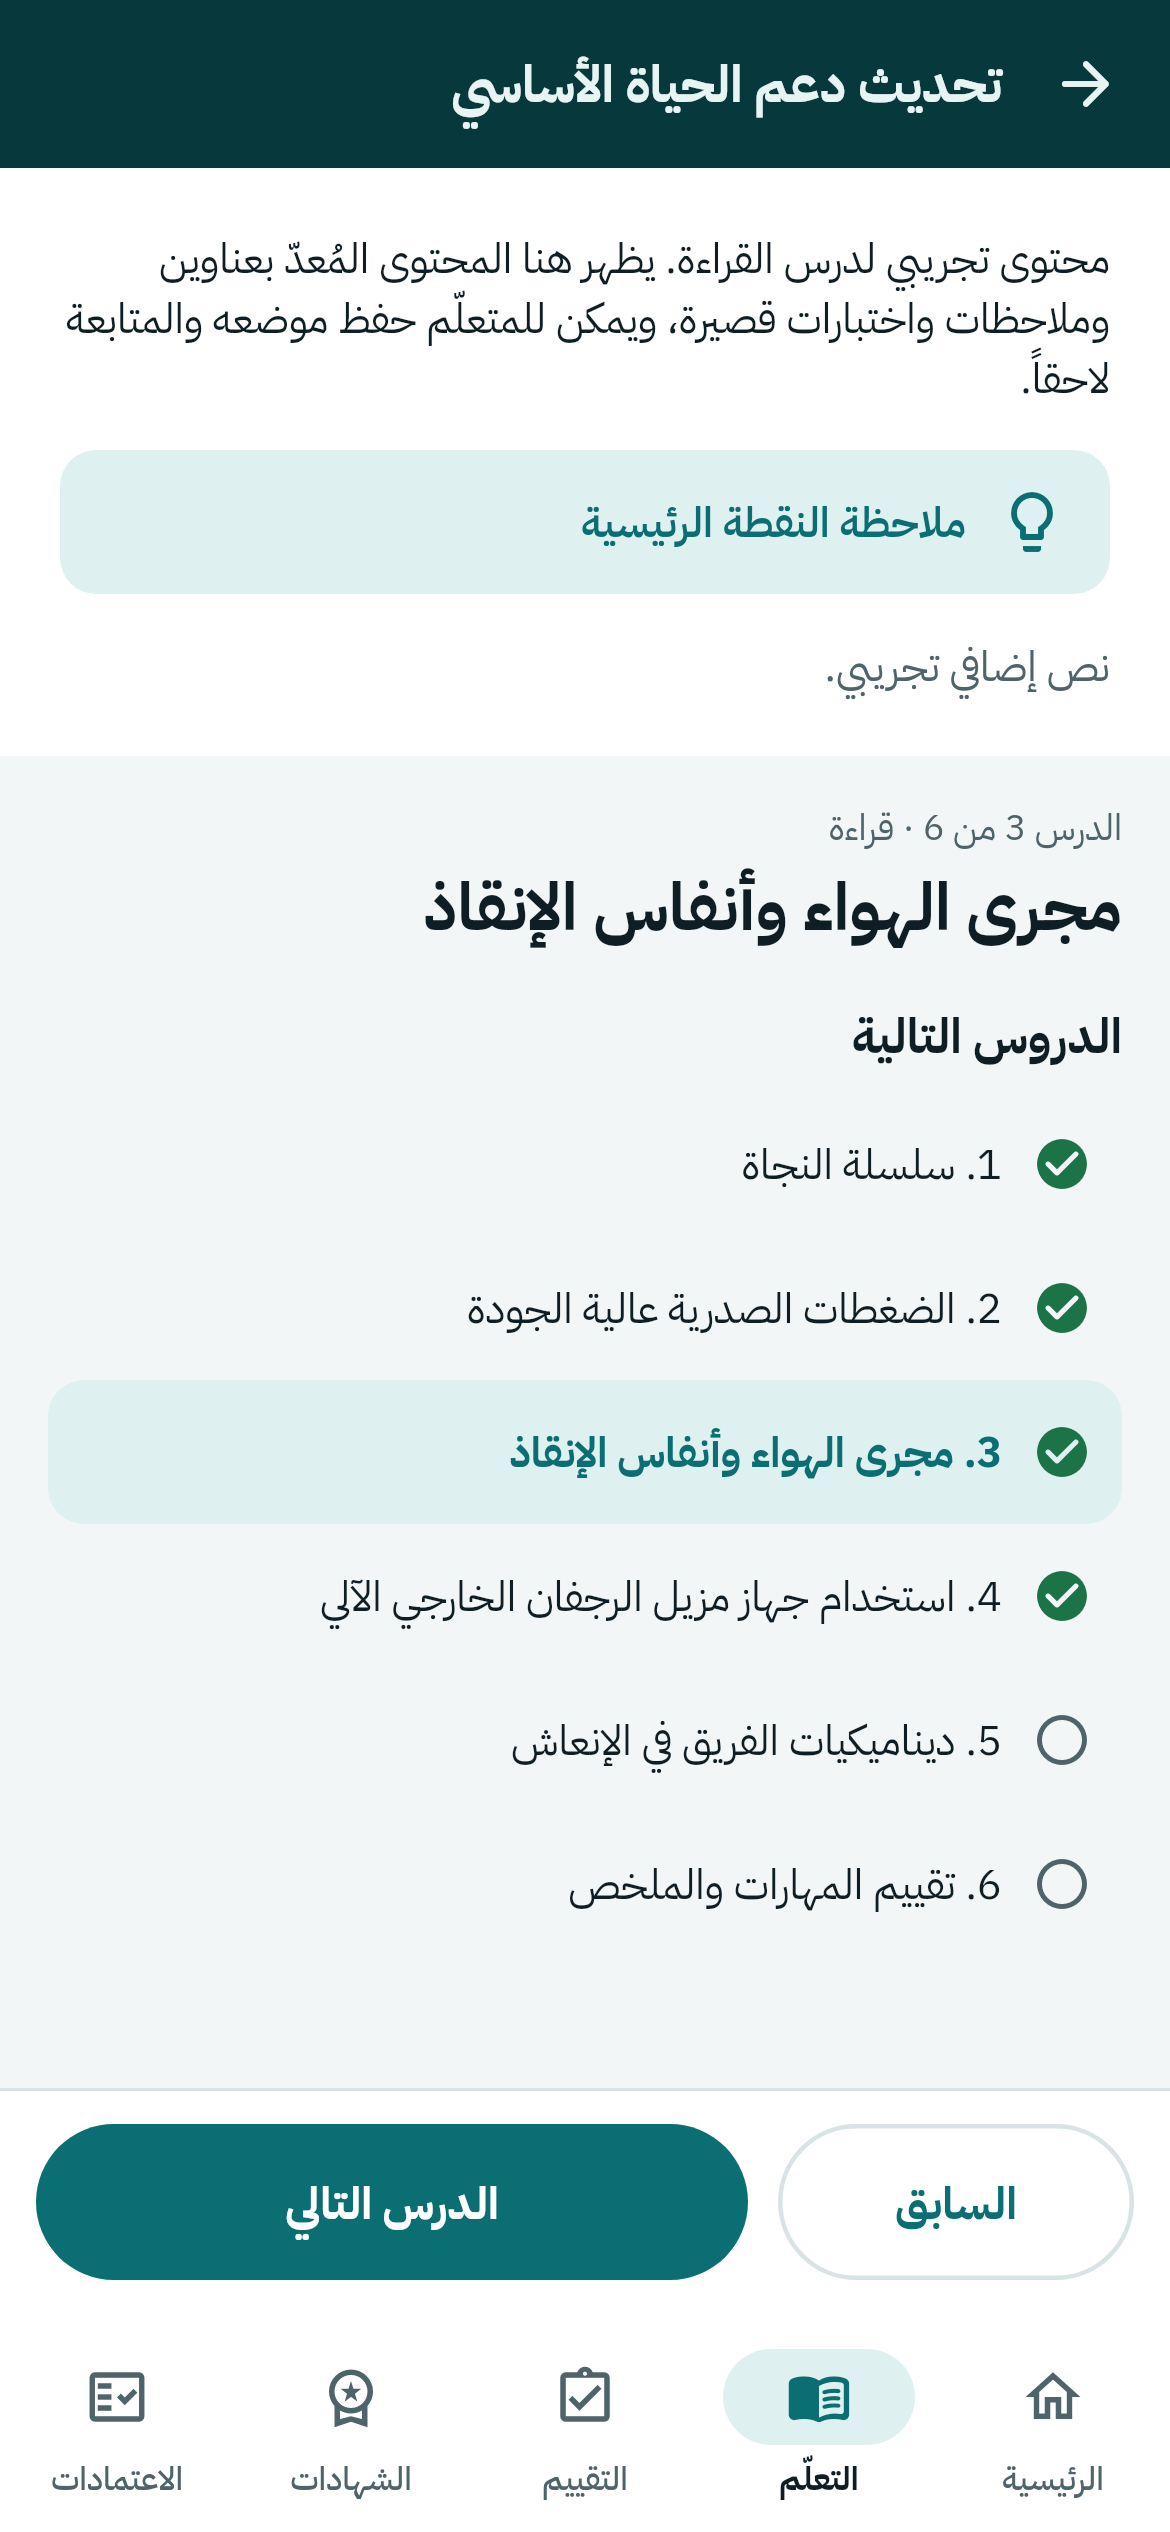 تحديث دعم الحياة الأساسي
محتوى تجريبي لدرس القراءة. يظهر هنا المحتوى المُعدّ بعناوين
وملاحظات واختبارات قصيرة، ويمكن للمتعلّم حفظ موضعه والمتابعة
لاحقاً.
ملاحظة النقطة الرئيسية
نص إضافي تجريبي.
الدرس 3 من 6 · قراءة
مجرى الهواء وأنفاس الإنقاذ
الدروس التالية
1. سلسلة النجاة
2. الضغطات الصدرية عالية الجودة
3. مجرى الهواء وأنفاس الإنقاذ
4. استخدام جهاز مزيل الرجفان الخارجي الآلي
5. ديناميكيات الفريق في الإنعاش
6. تقييم المهارات والملخص
السابق
الدرس التالي
الرئيسية
التعلّم
التقييم
الشهادات
الاعتمادات